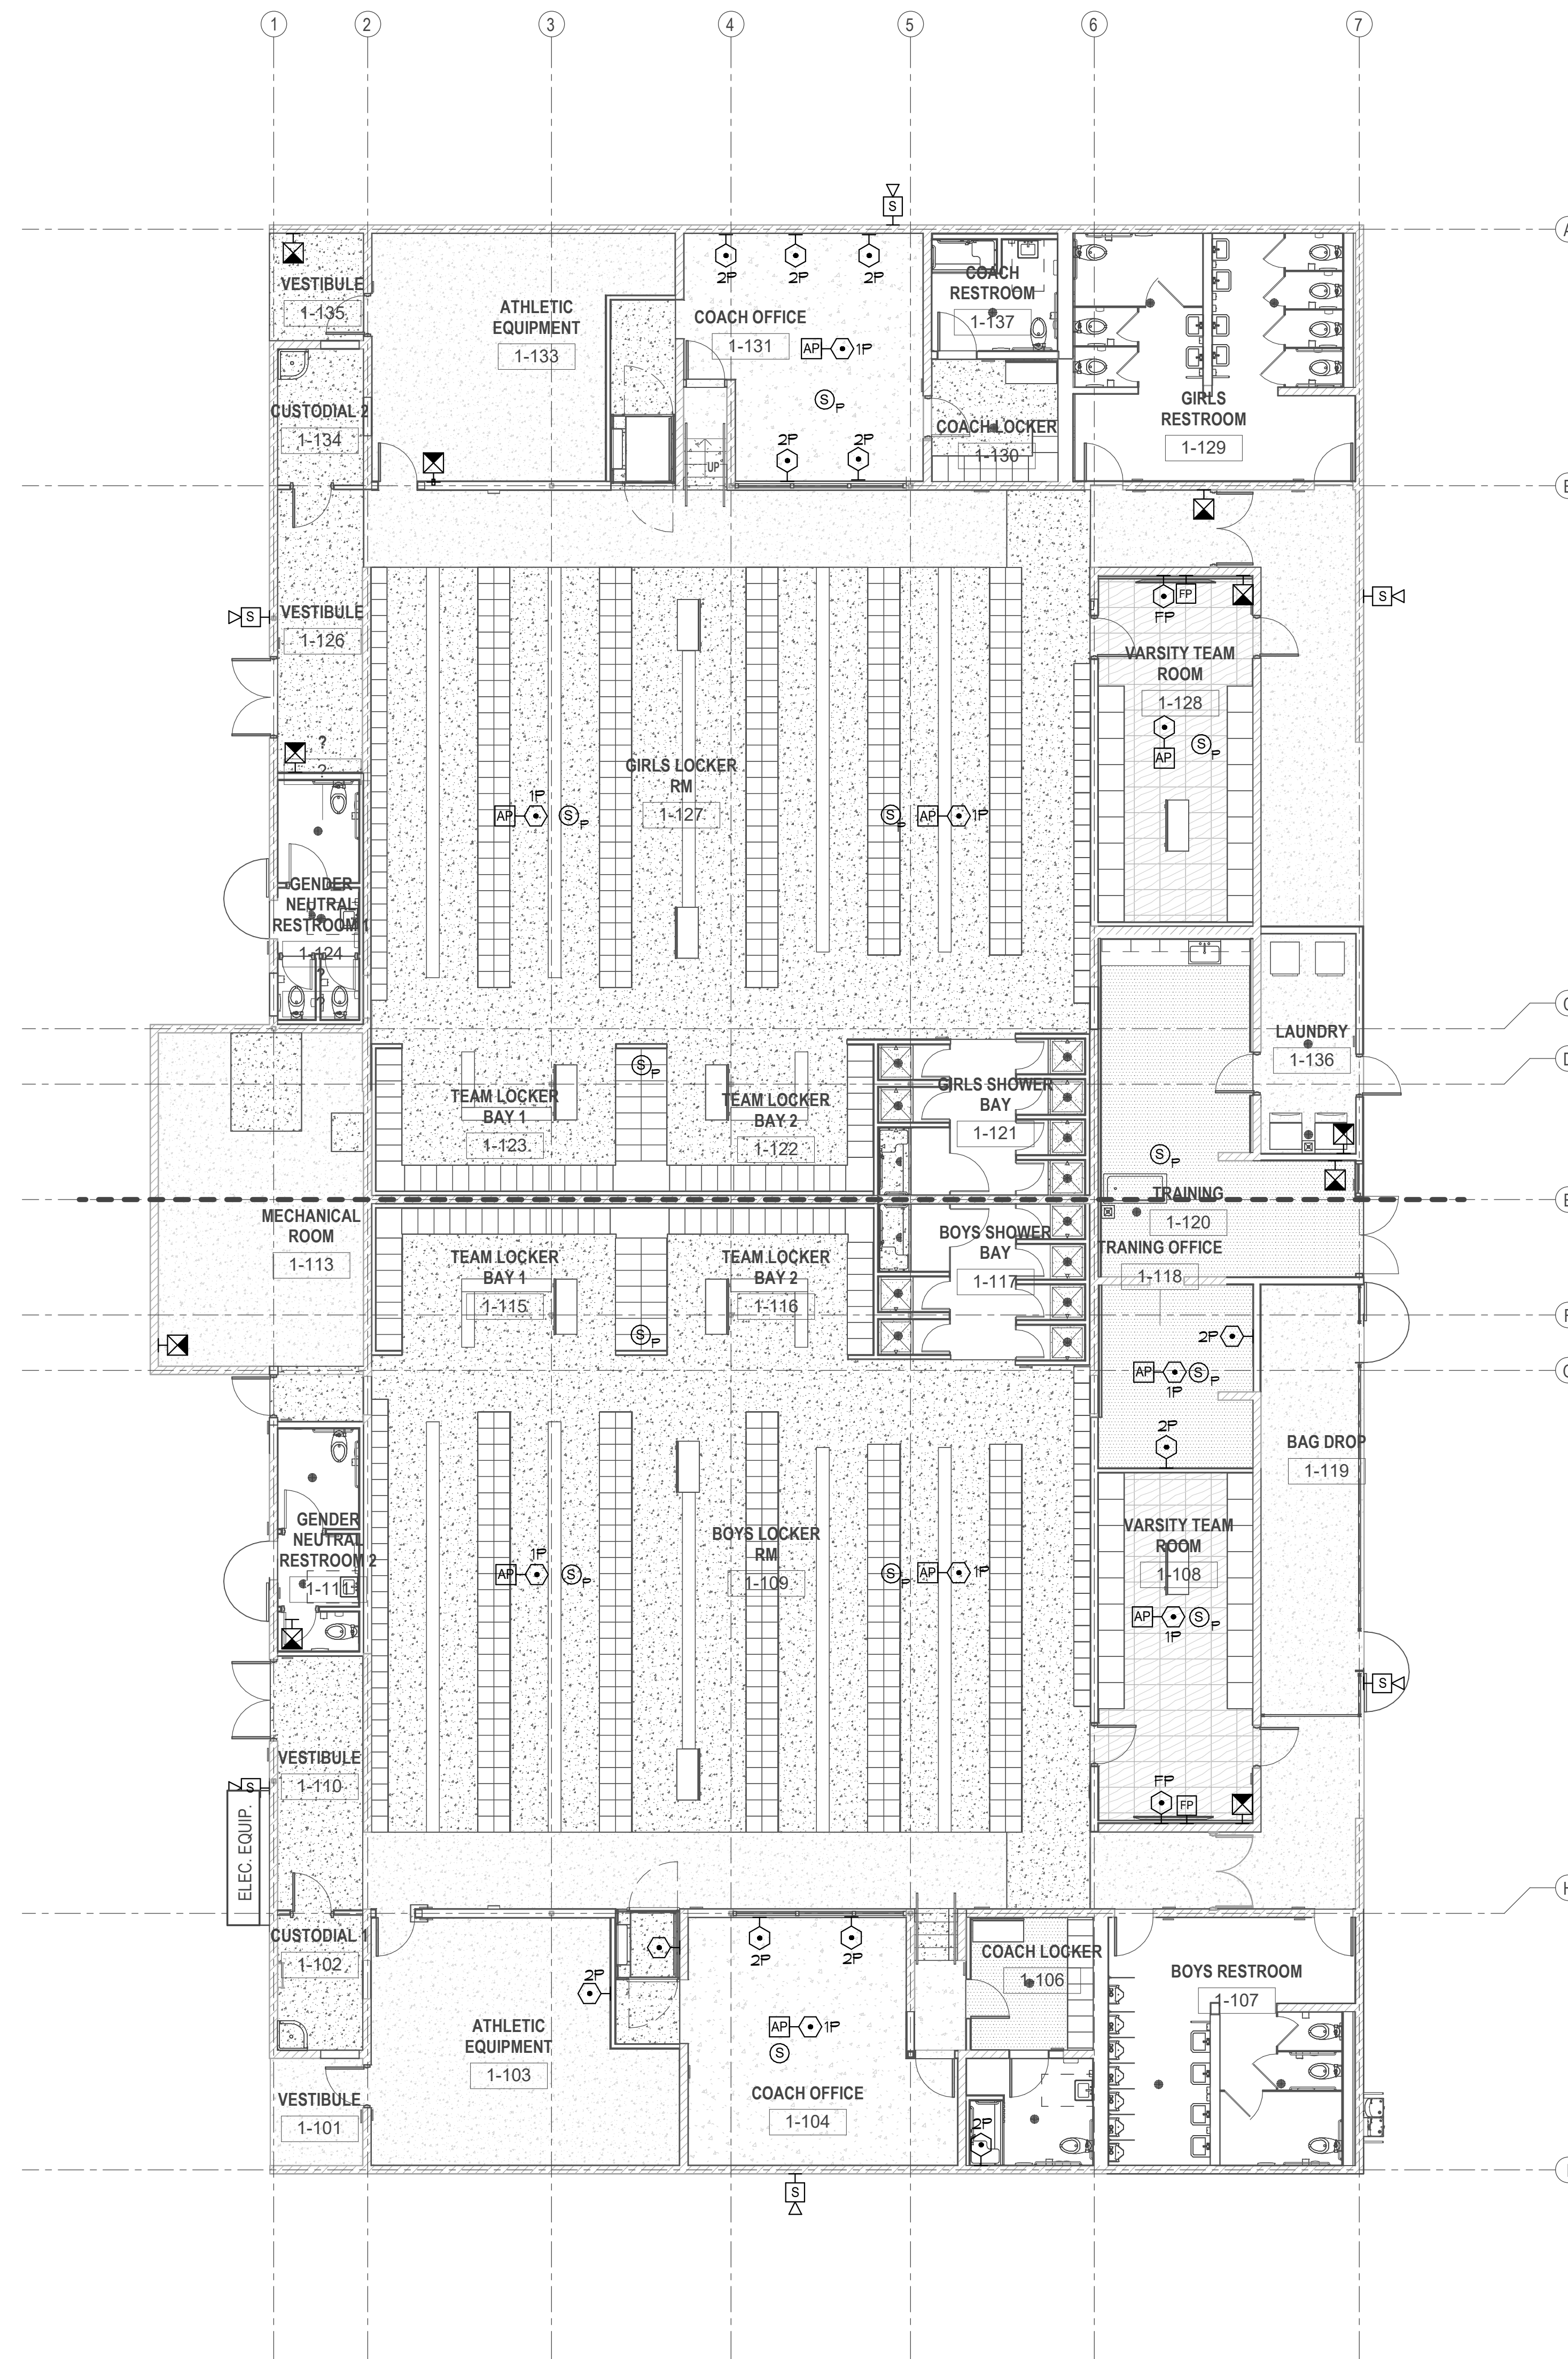 1 2 3 4 5 6 7
S
A
VESTIBULE
1-135
ATHLETIC
EQUIPMENT
1-133
2P 2P 2P
COACH OFFICE
1-131
AP 1P
S P
2P 2P
UP
COACH
RESTROOM
1-137
COACH LOCKER
1-130
GIRLS
RESTROOM
1-129
CUSTODIAL 2
1-134
S
VESTIBULE
1-126
?
?
S
FP
FP
VARSITY TEAM
ROOM
1-128
AP
S P
GIRLS LOCKER
RM
1-127
1P
AP
S P
S P
AP 1P
GENDER
NEUTRAL
RESTROOM 1
1-124
?
?
C
D
LAUNDRY
1-136
S P
TEAM LOCKER
BAY 1
1-123
TEAM LOCKER
BAY 2
1-122
GIRLS SHOWER
BAY
1-121
S P
TRAINING
1-120
MECHANICAL
ROOM
1-113
TEAM LOCKER
BAY 1
1-115
TEAM LOCKER
BAY 2
1-116
BOYS SHOWER
BAY
1-117
TRANING OFFICE
1-118
S P
2P
AP
1P
S P
2P
BAG DROP
1-119
GENDER
NEUTRAL
RESTROOM 2
1-111
BOYS LOCKER
RM
1-109
1P
AP
S P
S P
AP 1P
VARSITY TEAM
ROOM
1-108
AP
1P
S P
S
VESTIBULE
1-110
S
ELEC. EQUIP.
FP
FP
H
CUSTODIAL 1
1-102
2P 2P
2P
COACH LOCKER
1-106
BOYS RESTROOM
1-107
ATHLETIC
EQUIPMENT
1-103
AP 1P
S
COACH OFFICE
1-104
VESTIBULE
1-101
2P
S